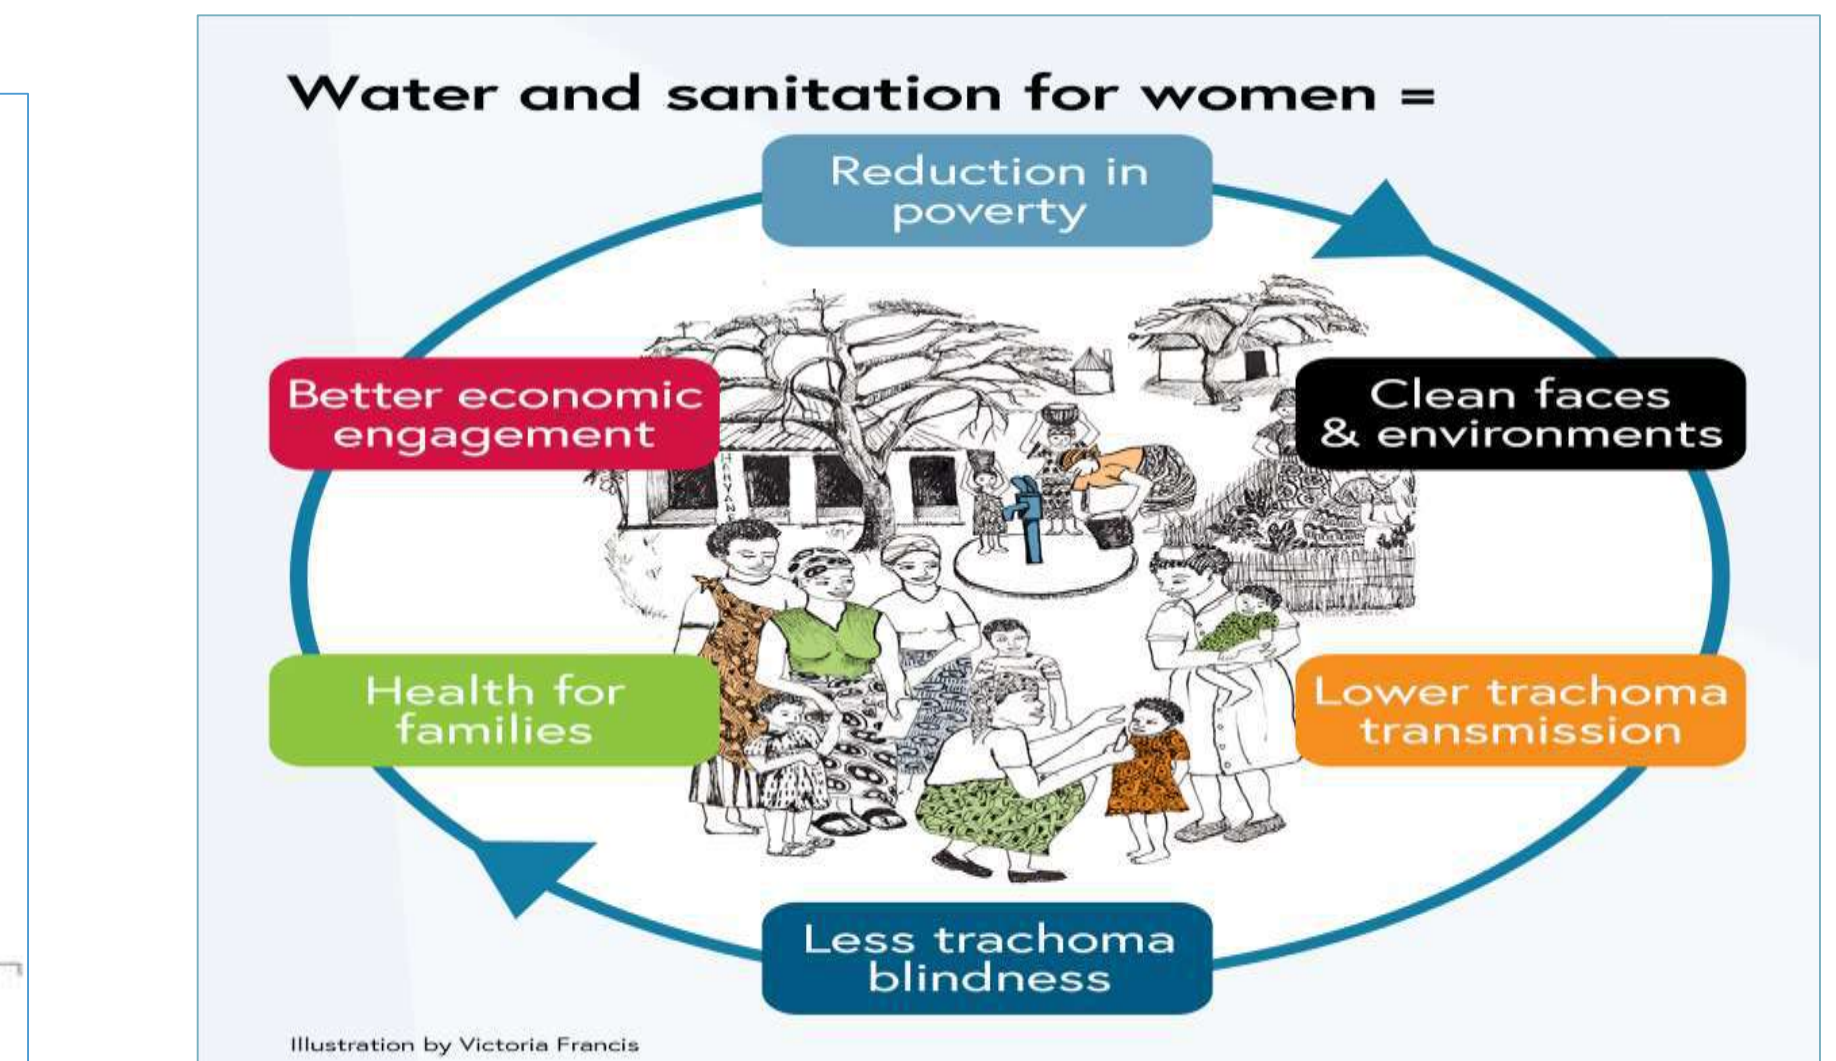 Water and sanitation for women =
Reduction in
poverty
Better economic
engagement
Clean faces
& environments
Health for
families
Lower trachoma
transmission
Less trachoma
blindness
Illustration by Victoria Francis